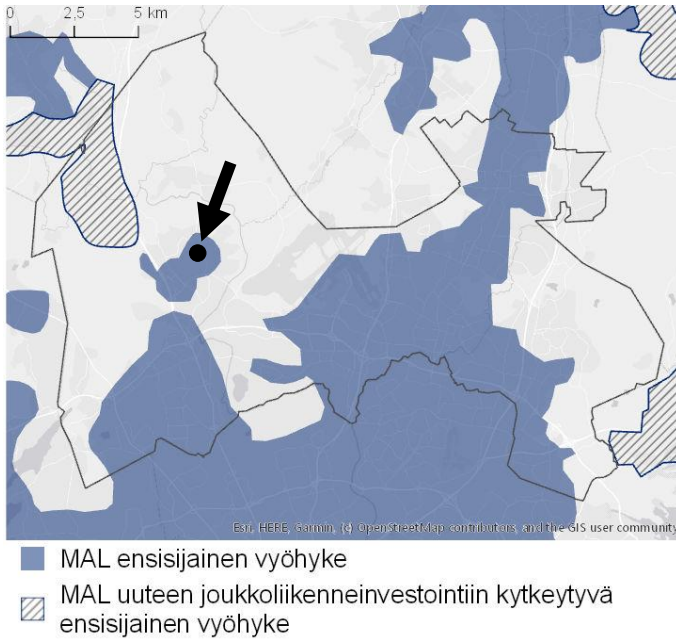 0 2,5 5 km
Esri, HERE, Garmin, (c) OpenStreetMap contributors, and the GIS user community
MAL ensisijainen vyöhyke
MAL uuteen joukkoliikenneinvestointiin kytkeytyvä
ensisijainen vyöhyke